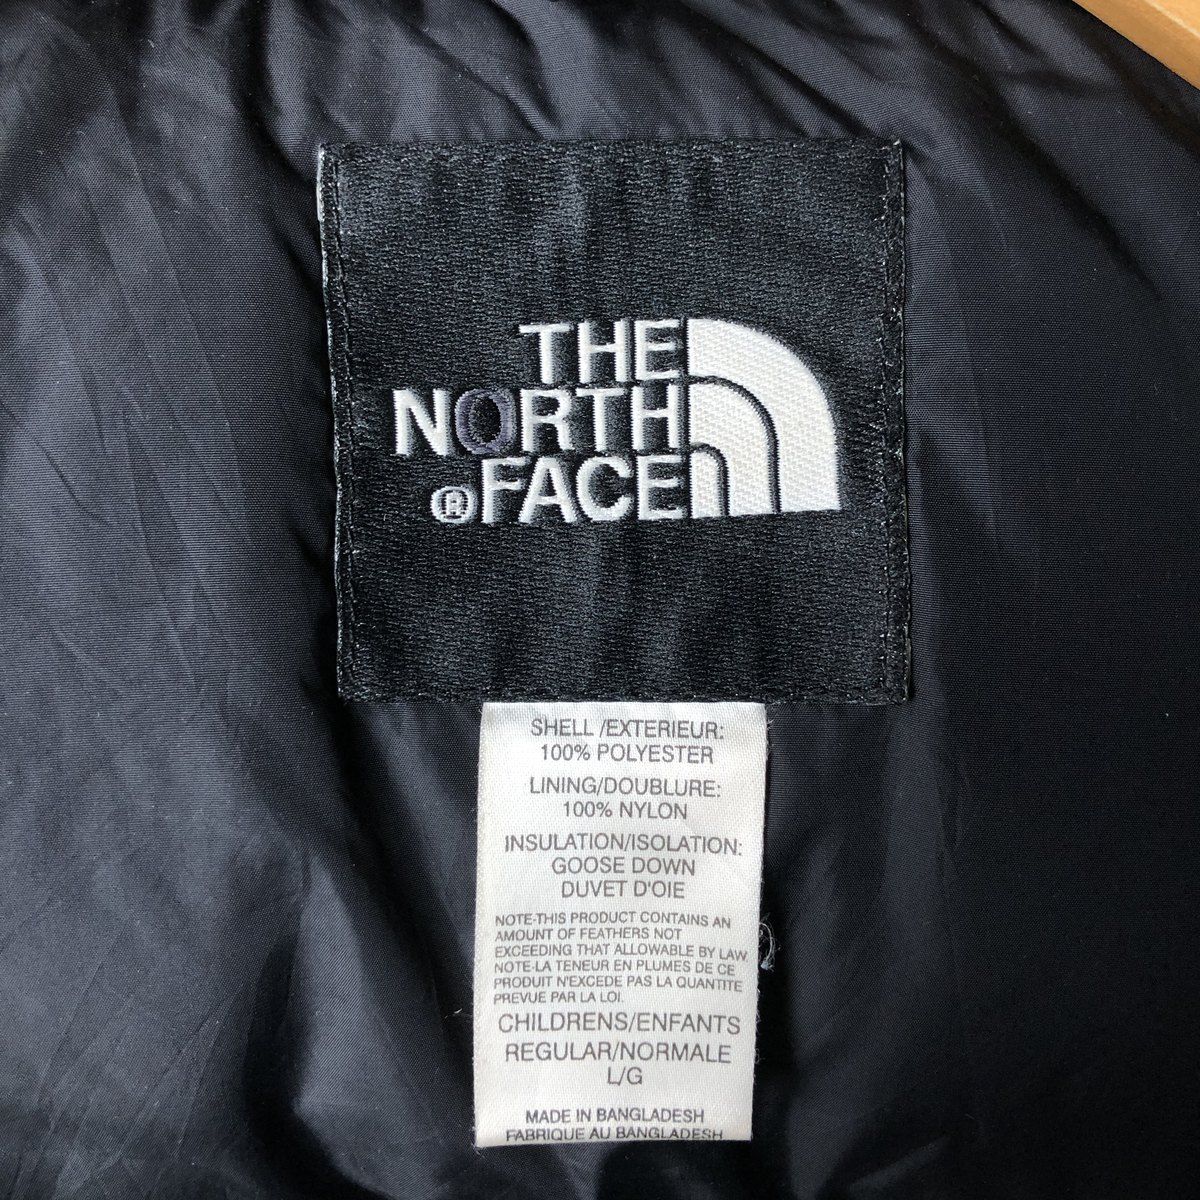 THE
NORTH
® FACE
SHELL /EXTERIEUR:
100% POLYESTER
LINING/DOUBLURE:
100% NYLON
INSULATION/ISOLATION:
GOOSE DOWN
DUVET D'OIE
NOTE-THIS PRODUCT CONTAINS AN
AMOUNT OF FEATHERS NOT
EXCEEDING THAT ALLOWABLE BY LAW.
NOTE-LA TENEUR EN PLUMES DE CE
PRODUIT N'EXCEDE PAS LA QUANTITE
PREVUE PAR LA LOI.
CHILDRENS/ENFANTS
REGULAR/NORMALE
L/G
MADE IN BANGLADESH
FABRIQUE AU BANGLADESH